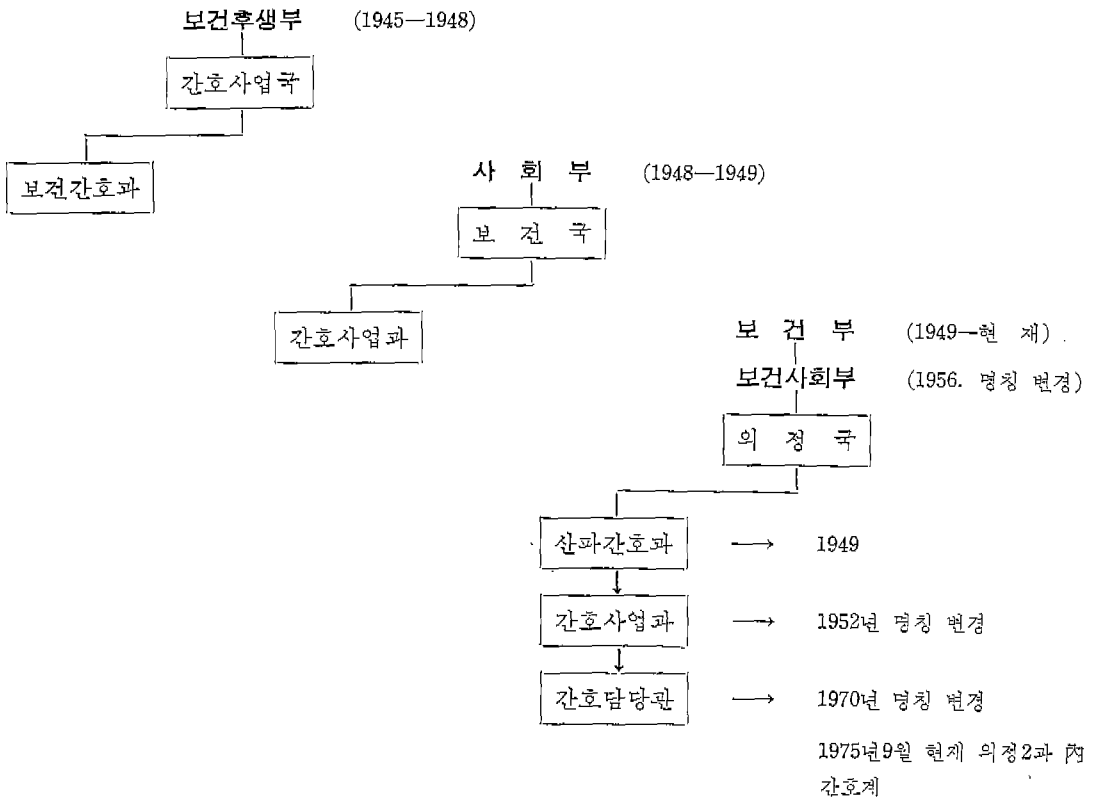 보건후생부 (1945—1948)
간호사업국
보건간호과
사 회 부 (1948—1949)
보 건 국
간호사업과
보 건 부 (1949—현 재)
보건사회부 (1956. 명칭 변경)
의 정 국
산파간호과 → 1949
간호사업과 → 1952년 명칭 변경
간호담당관 → 1970년 명칭 변경
1975년9월 현재 의정2과 內
간호계